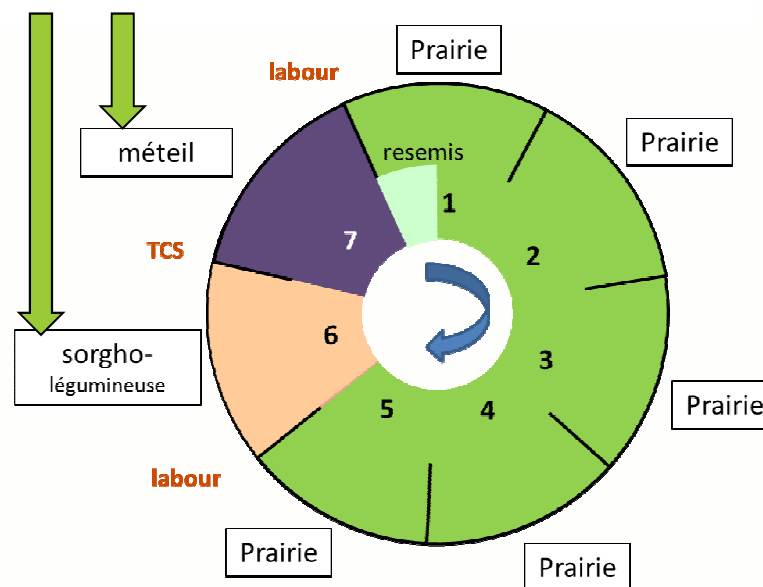 Prairie
labour
Prairie
méteil
resemis
1
7
2
TCS
6
3
sorgho-
légumineuse
5
4
Prairie
labour
Prairie
Prairie